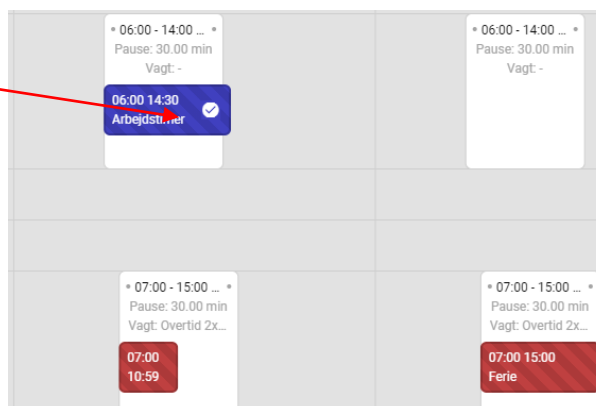 06:00 - 14:00 ...
Pause: 30.00 min
Vagt: -
06:00 14:30
Arbejdstimer
06:00 - 14:00 ...
Pause: 30.00 min
Vagt: -
07:00 - 15:00 ...
Pause: 30.00 min
Vagt: Overtid 2x...
07:00
10:59
07:00 - 15:00 ...
Pause: 30.00 min
Vagt: Overtid 2x...
07:00 15:00
Ferie